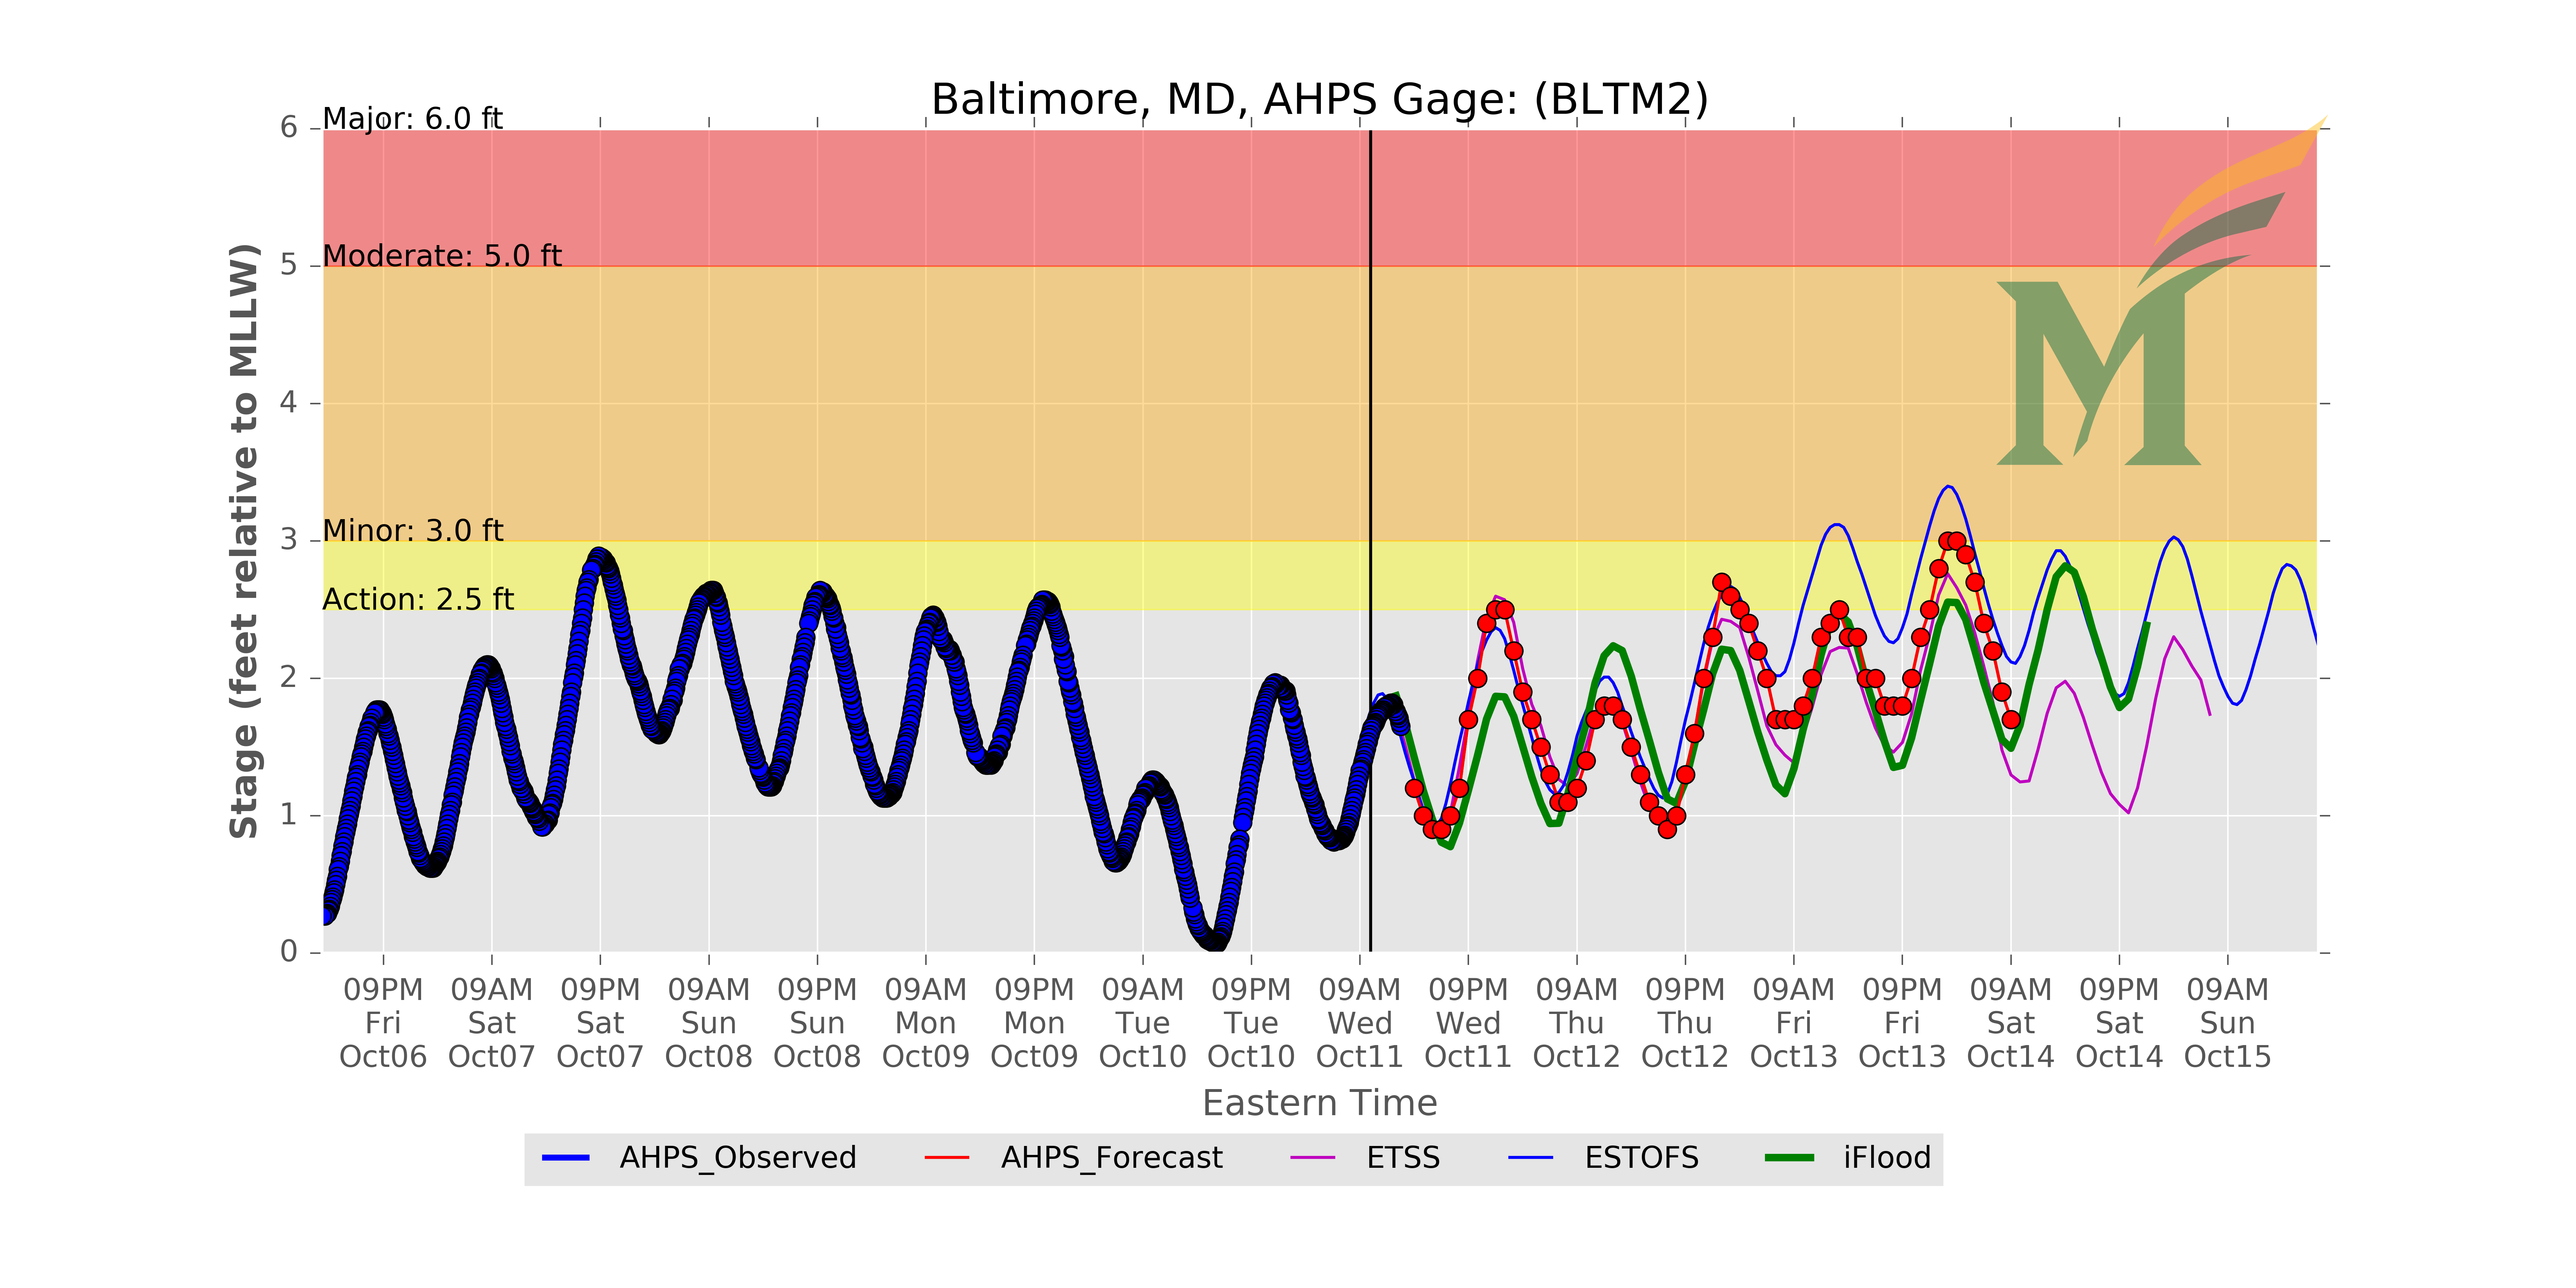 Baltimore, MD, AHPS Gage: (BLTM2)
Major: 6.0 ft
Moderate: 5.0 ft
Minor: 3.0 ft
Action: 2.5 ft
Stage (feet relative to MLLW)
6
5
4
3
2
1
0
09PM Fri Oct06
09AM Sat Oct07
09PM Sat Oct07
09AM Sun Oct08
09PM Sun Oct08
09AM Mon Oct09
09PM Mon Oct09
09AM Tue Oct10
09PM Tue Oct10
09AM Wed Oct11
09PM Wed Oct11
09AM Thu Oct12
09PM Thu Oct12
09AM Fri Oct13
09PM Fri Oct13
09AM Sat Oct14
09PM Sat Oct14
09AM Sun Oct15
Eastern Time
AHPS_Observed AHPS_Forecast ETSS ESTOFS iFlood
M